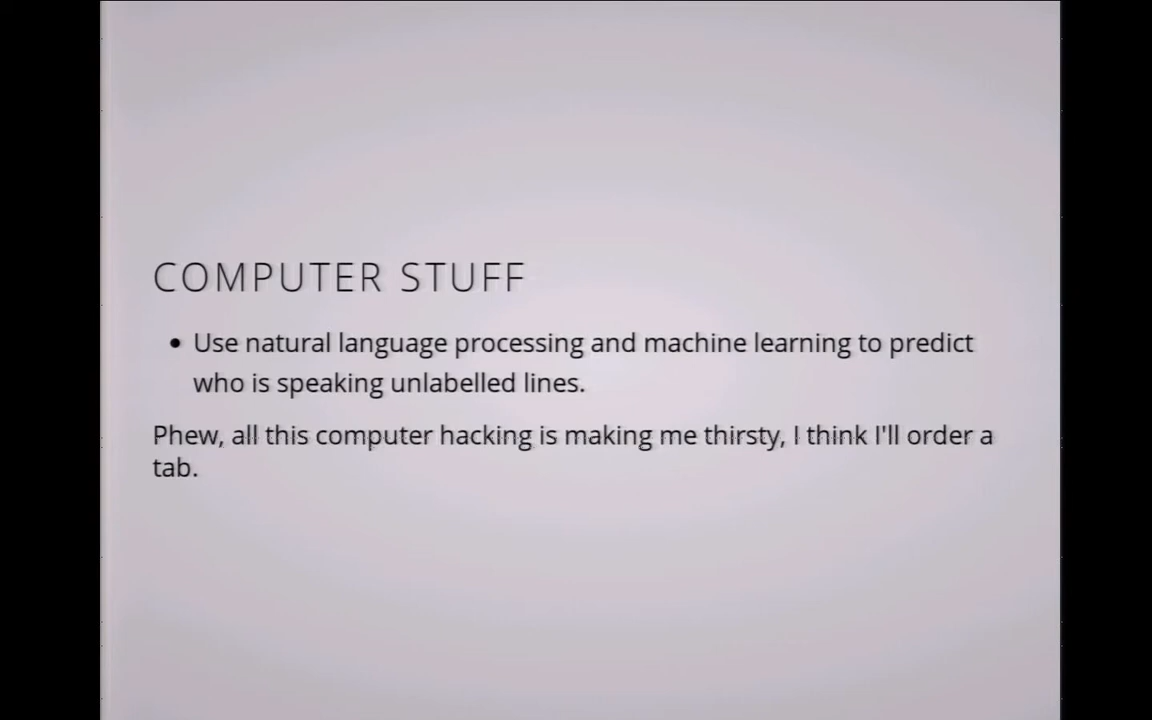 COMPUTER STUFF
• Use natural language processing and machine learning to predict
who is speaking unlabelled lines.
Phew, all this computer hacking is making me thirsty, I think I'll order a
tab.